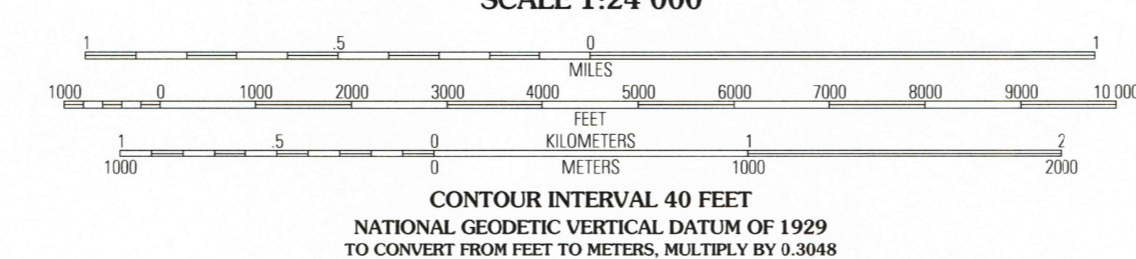 SCALE 1:24 000
1 .5 0 1
MILES
1000 0 1000 2000 3000 4000 5000 6000 7000 8000 9000 10 000
FEET
1 .5 0 KILOMETERS 1 2
1000 0 METERS 1000 2000
CONTOUR INTERVAL 40 FEET
NATIONAL GEODETIC VERTICAL DATUM OF 1929
TO CONVERT FROM FEET TO METERS, MULTIPLY BY 0.3048